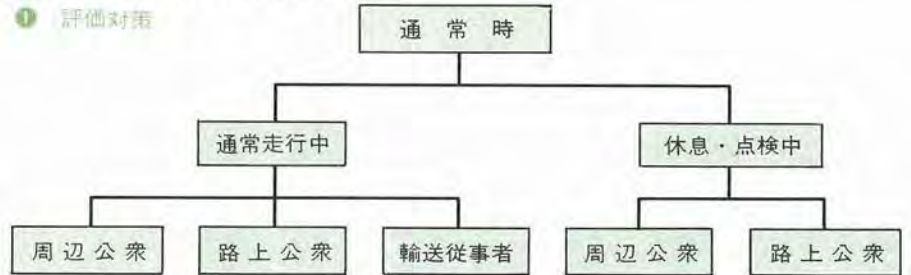 ❶ 評価対策
通常時
通常走行中
休息・点検中
周辺公衆
路上公衆
輸送従事者
周辺公衆
路上公衆